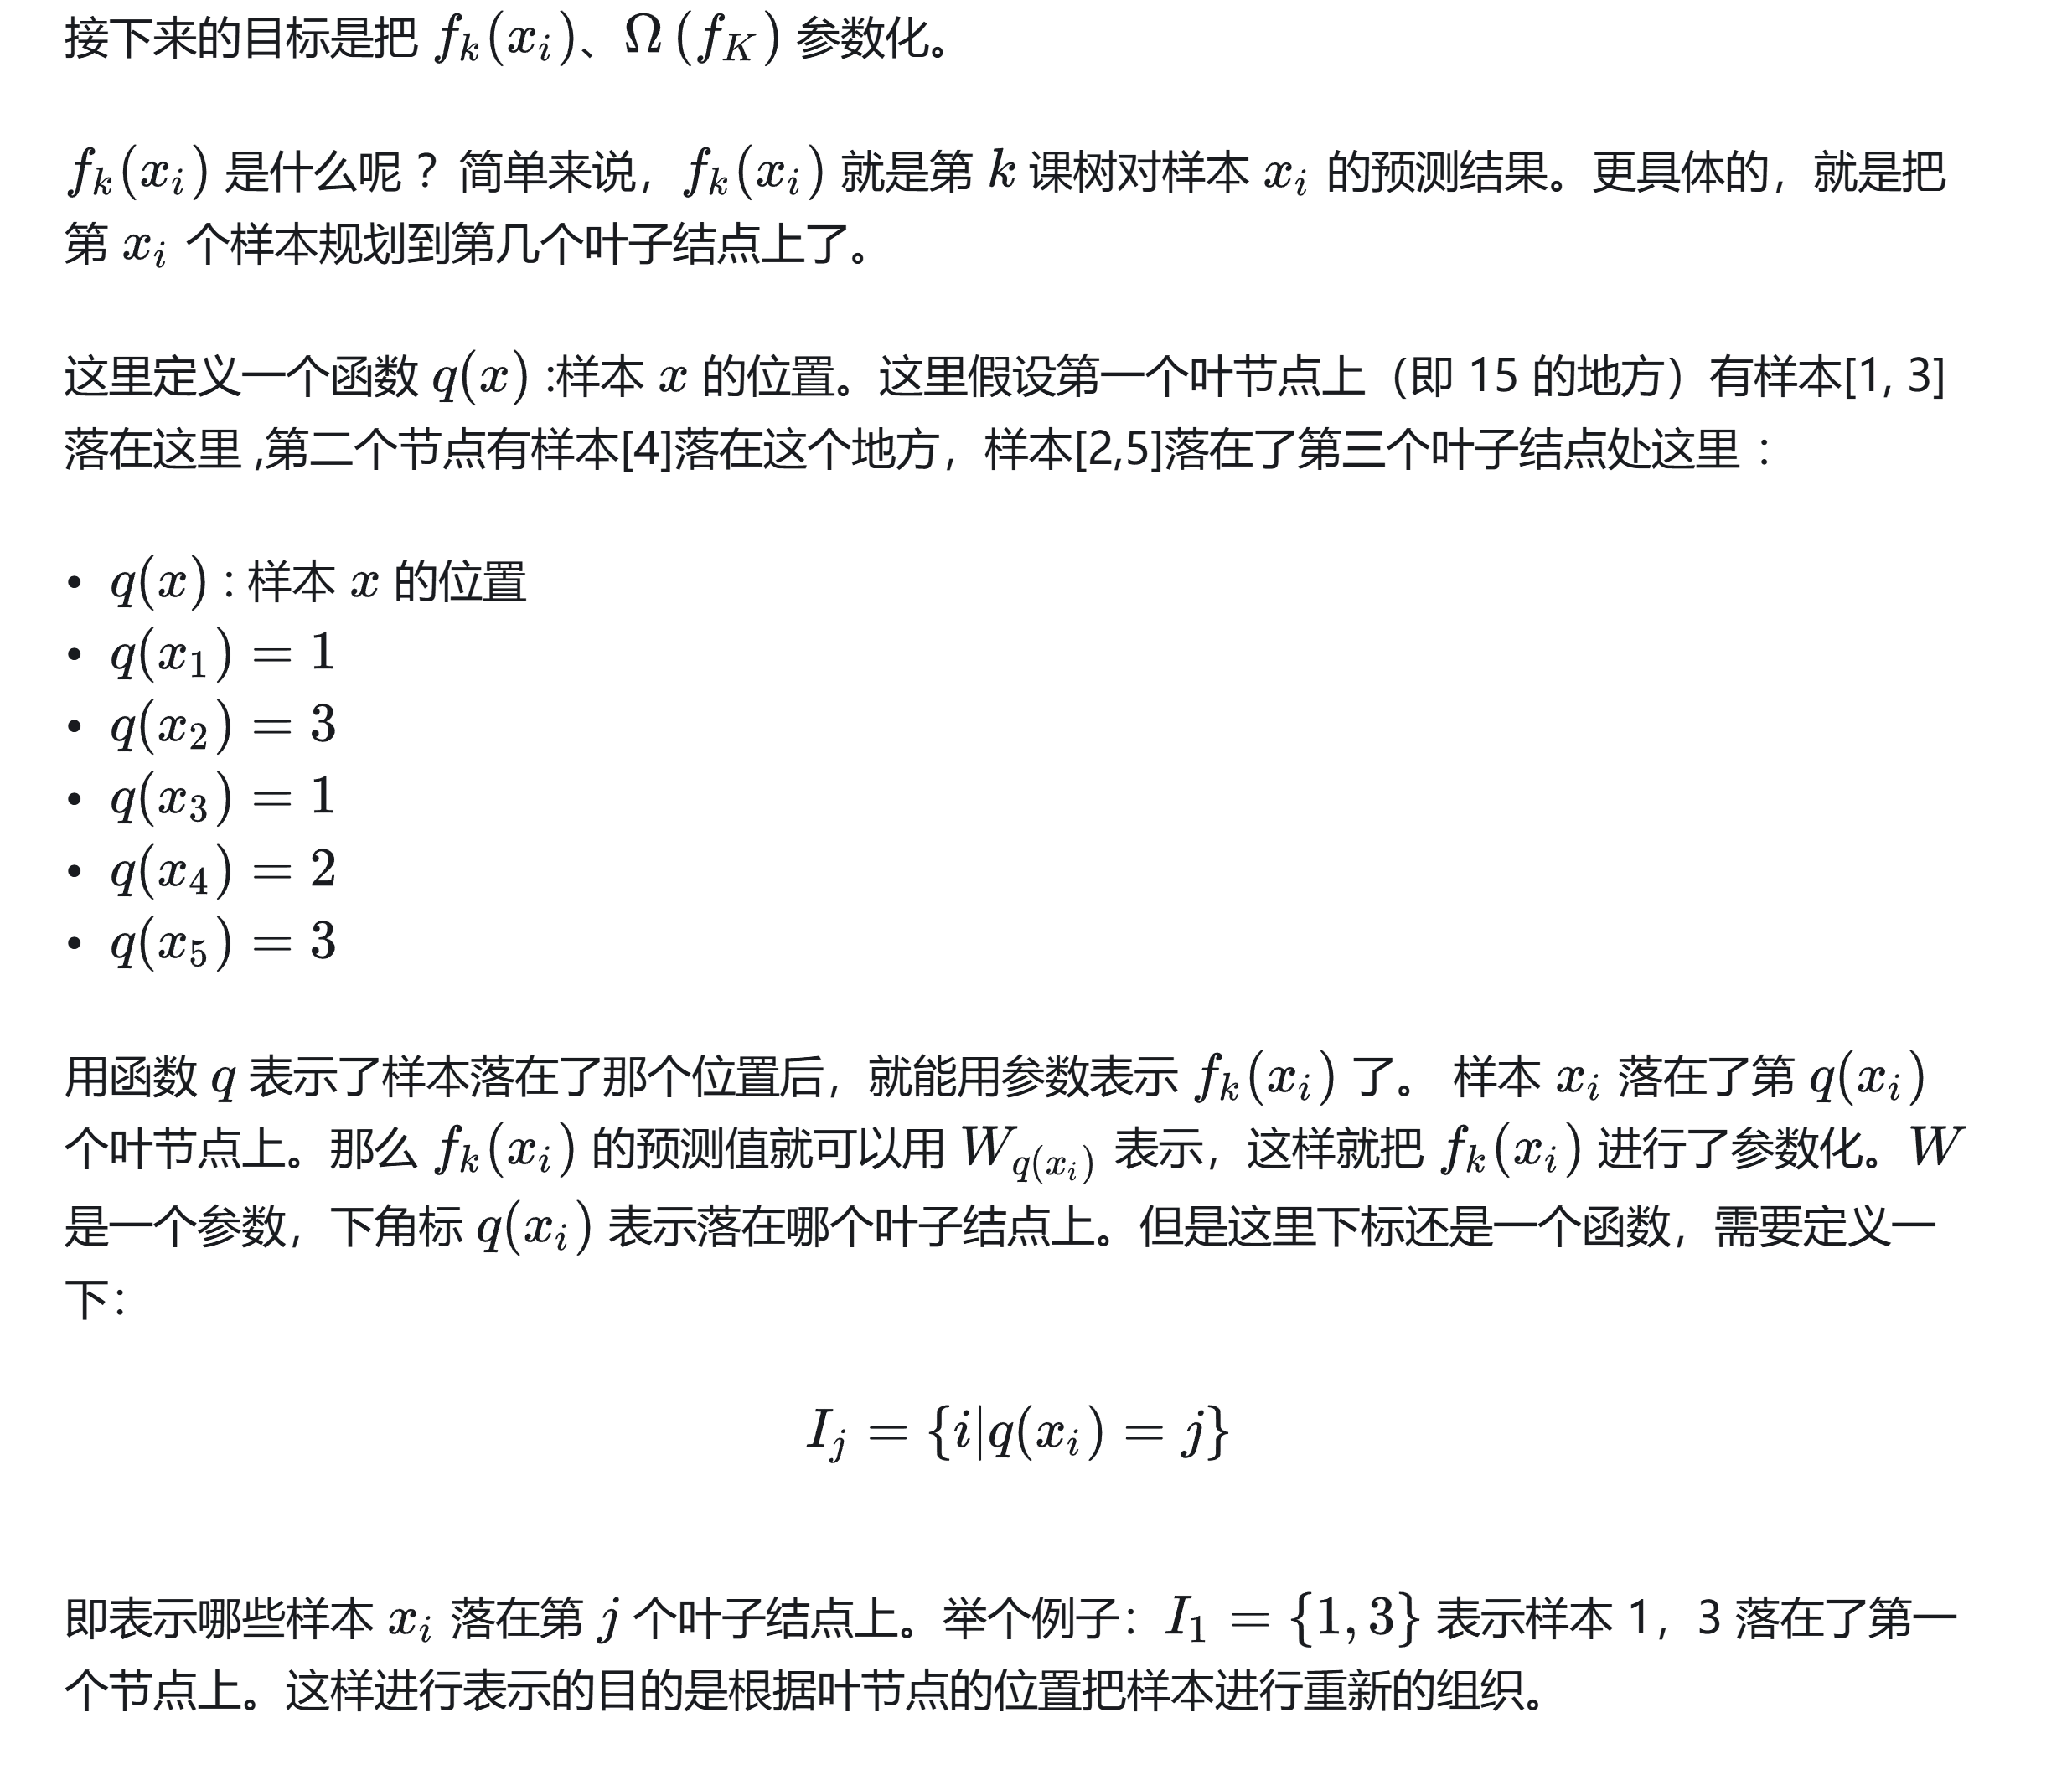 接下来的目标是把 $f_k(x_i)$、$\Omega(f_K)$ 参数化。
$f_k(x_i)$ 是什么呢？简单来说，$f_k(x_i)$ 就是第 $k$ 课树对样本 $x_i$ 的预测结果。更具体的，就是把
第 $x_i$ 个样本规划到第几个叶子结点上了。
这里定义一个函数 $q(x)$ :样本 $x$ 的位置。这里假设第一个叶节点上（即 15 的地方）有样本[1, 3]
落在这里 ,第二个节点有样本[4]落在这个地方，样本[2,5]落在了第三个叶子结点处这里：
• $q(x)$ : 样本 $x$ 的位置
• $q(x_1) = 1$
• $q(x_2) = 3$
• $q(x_3) = 1$
• $q(x_4) = 2$
• $q(x_5) = 3$
用函数 $q$ 表示了样本落在了那个位置后，就能用参数表示 $f_k(x_i)$ 了。 样本 $x_i$ 落在了第 $q(x_i)$
个叶节点上。那么 $f_k(x_i)$ 的预测值就可以用 $W_{q(x_i)}$ 表示，这样就把 $f_k(x_i)$ 进行了参数化。$W$
是一个参数，下角标 $q(x_i)$ 表示落在哪个叶子结点上。但是这里下标还是一个函数，需要定义一
下：
$I_j = \{i|q(x_i) = j\}$
即表示哪些样本 $x_i$ 落在第 $j$ 个叶子结点上。举个例子：$I_1 = \{1, 3\}$ 表示样本 1，3 落在了第一
个节点上。这样进行表示的目的是根据叶节点的位置把样本进行重新的组织。